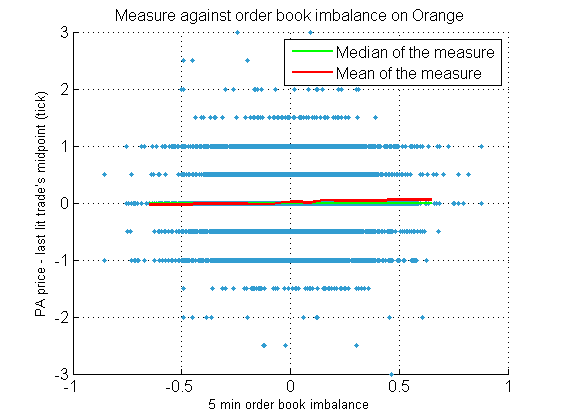 Measure against order book imbalance on Orange
Median of the measure
Mean of the measure
PA price - last lit trade's midpoint (tick)
3
2
1
0
-1
-2
-3
-1
-0.5
0
0.5
1
5 min order book imbalance